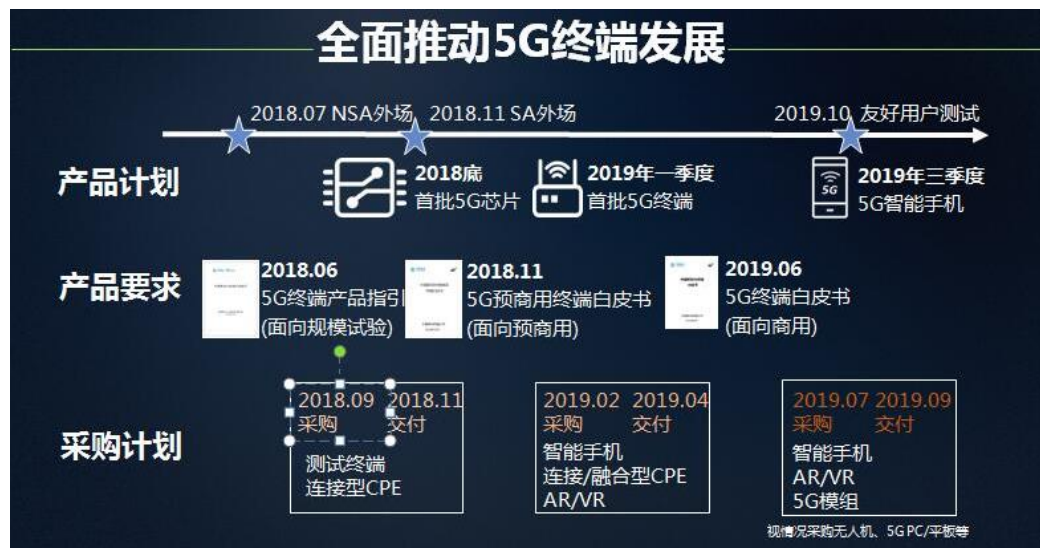 全面推动5G终端发展
2018.07 NSA外场
2018.11 SA外场
2019.10 友好用户测试
产品计划
2018底
首批5G芯片
2019年一季度
首批5G终端
5G
2019年三季度
5G智能手机
产品要求
2018.06
5G终端产品指引
(面向规模试验)
2018.11
5G预商用终端白皮书
(面向预商用)
2019.06
5G终端白皮书
(面向商用)
采购计划
2018.09 2018.11
采购 交付
测试终端
连接型CPE
2019.02 2019.04
采购 交付
智能手机
连接/融合型CPE
AR/VR
2019.07 2019.09
采购 交付
智能手机
AR/VR
5G模组
视情况采购无人机、5G PC/平板等